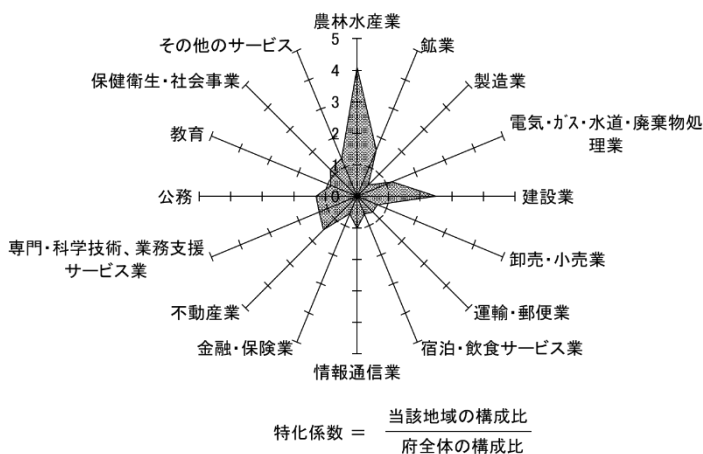 農林水産業
5
その他のサービス
鉱業
4
保健衛生・社会事業
製造業
3
電気・ガス・水道・廃棄物処
理業
2
教育
1
公務
0
建設業
専門・科学技術、業務支援
サービス業
卸売・小売業
不動産業
運輸・郵便業
金融・保険業
宿泊・飲食サービス業
情報通信業
特化係数 = 当該地域の構成比
府全体の構成比